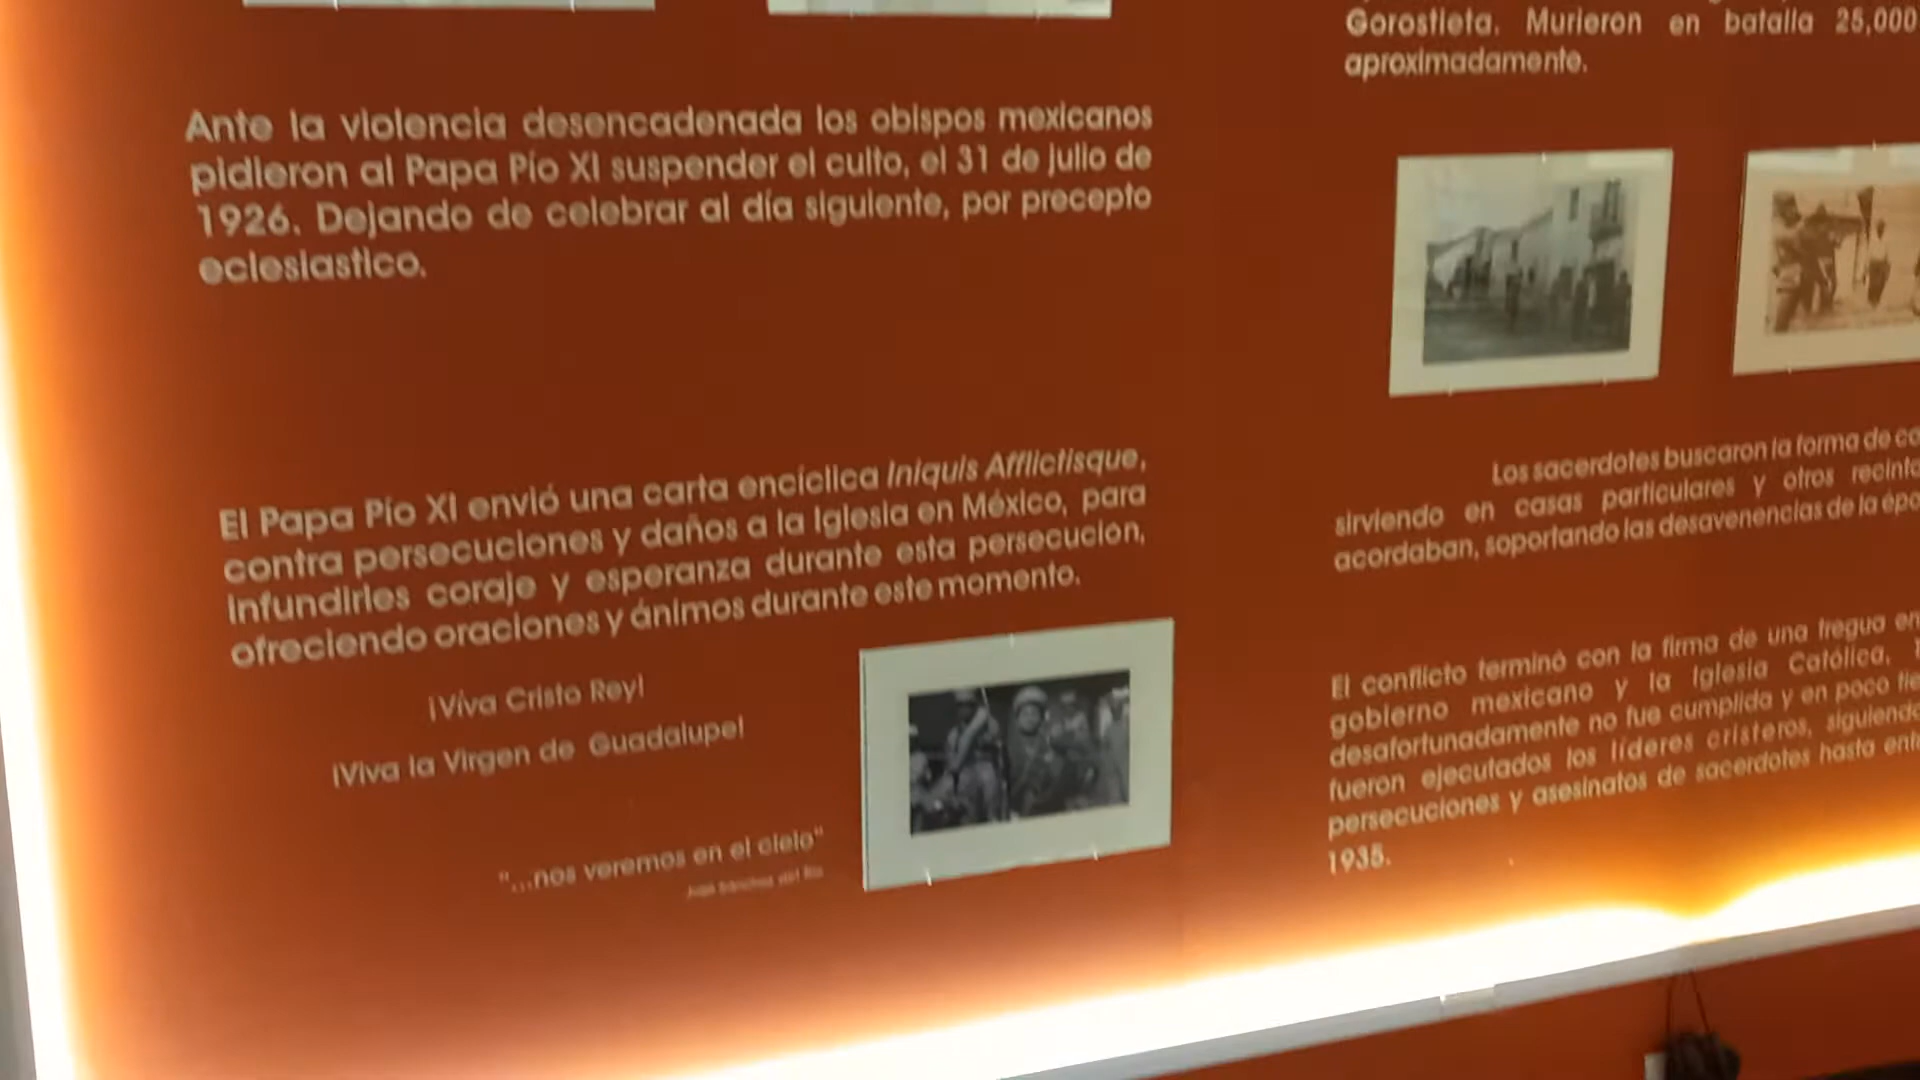 Ante la violencia desencadenada los obispos mexicanos
pidieron al Papa Pío XI suspender el culto, el 31 de julio de
1926. Dejando de celebrar al día siguiente, por precepto
eclesiastico.
El Papa Pío XI envió una carta encíclica Iniquis Afflictisque,
contra persecuciones y daños a la Iglesia en México, para
infundirles coraje y esperanza durante esta persecución,
ofreciendo oraciones y ánimos durante este momento.
¡Viva Cristo Rey!
¡Viva la Virgen de Guadalupe!
"...nos veremos en el cielo"
Gorostieta. Murieron en batalla 25,000
aproximadamente.
Los sacerdotes buscaron la forma de
sirviendo en casas particulares y otros
acordaban, soportando las desavenencias de la
El conflicto terminó con la firma de una tregua
gobierno mexicano y la Iglesia Católica,
desafortunadamente no fue cumplida y en poco
fueron ejecutados los líderes cristeros,
persecuciones y asesinatos de sacerdotes hasta
1935.